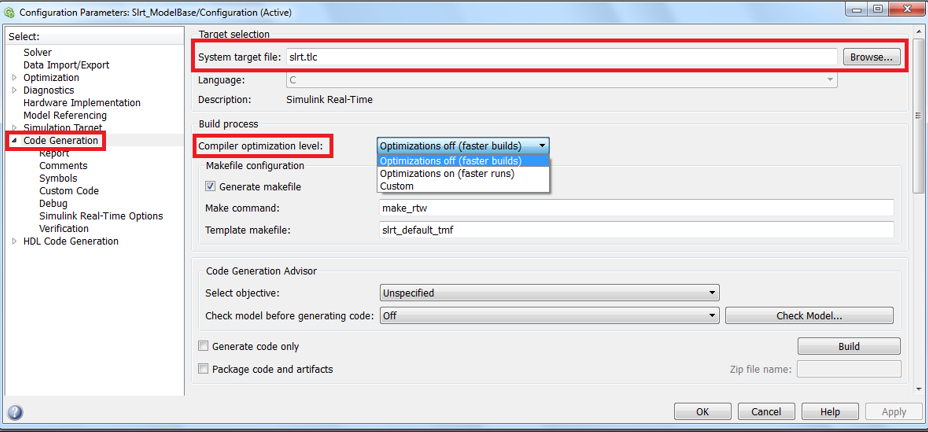 Configuration Parameters: Slrt_ModelBase/Configuration (Active)
Select:
Solver
Data Import/Export
Optimization
Diagnostics
Hardware Implementation
Model Referencing
Simulation Target
Code Generation
Report
Comments
Symbols
Custom Code
Debug
Simulink Real-Time Options
Verification
HDL Code Generation
Target selection
System target file: slrt.tlc Browse...
Language: C
Description: Simulink Real-Time
Build process
Compiler optimization level: Optimizations off (faster builds)
Optimizations off (faster builds)
Makefile configuration
Optimizations on (faster runs)
Generate makefile
Custom
Make command: make_rtw
Template makefile: slrt_default_tmf
Code Generation Advisor
Select objective: Unspecified
Check model before generating code: Off Check Model...
Generate code only Build
Package code and artifacts Zip file name:
OK Cancel Help Apply